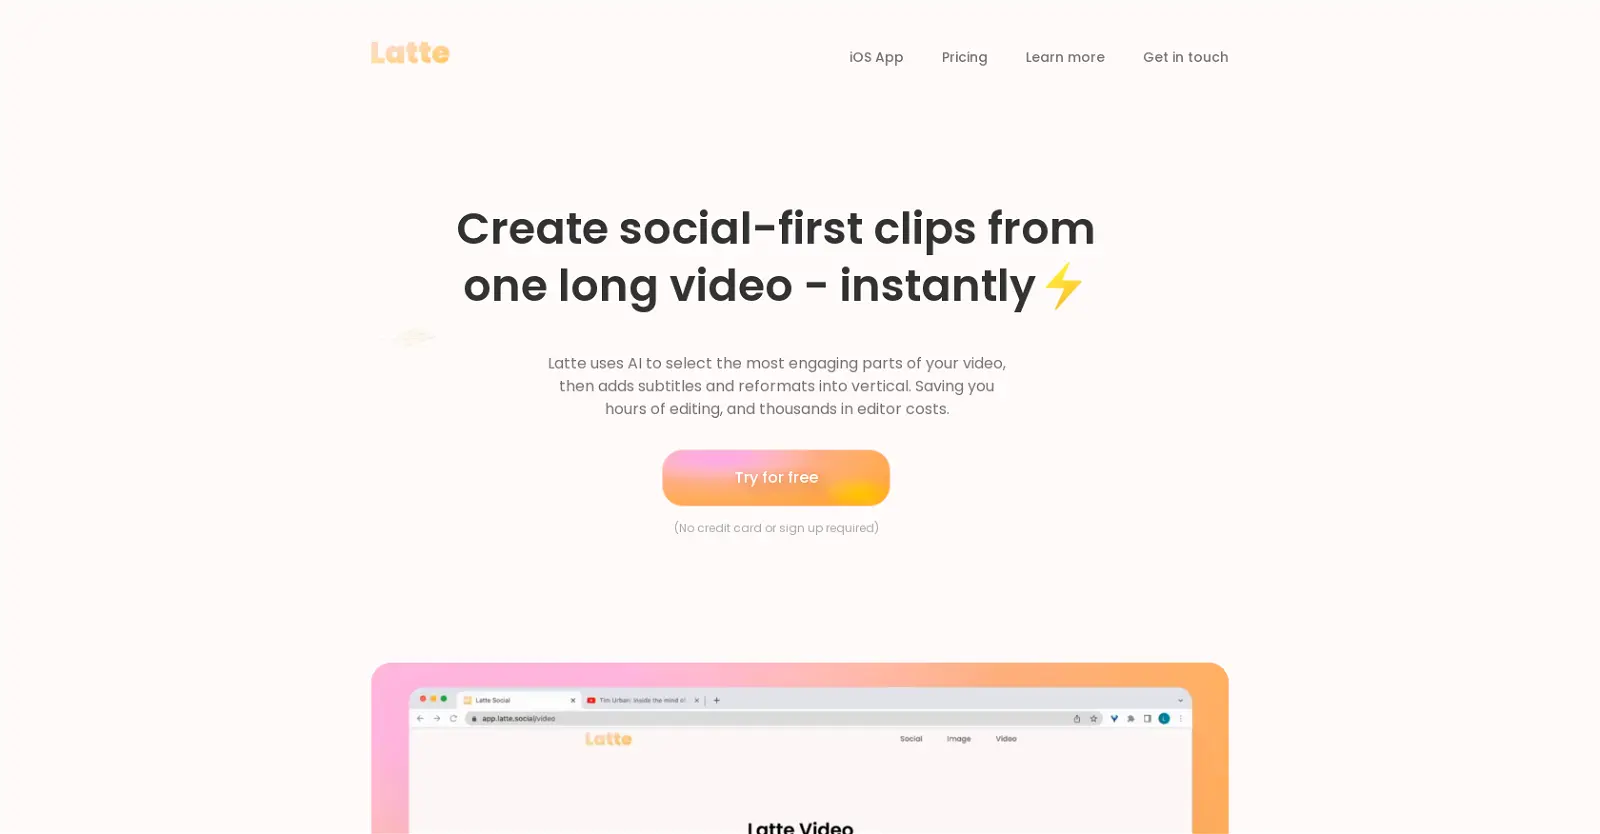 Latte
iOS App
Pricing
Learn more
Get in touch
Create social-first clips from
one long video - instantly⚡
Latte uses AI to select the most engaging parts of your video,
then adds subtitles and reformats into vertical. Saving you
hours of editing, and thousands in editor costs.
Try for free
(No credit card or sign up required)
Latte Social
Tim Urban: Inside the mind of
app.latte.social/video
Latte
Social
Image
Video
Latte Video